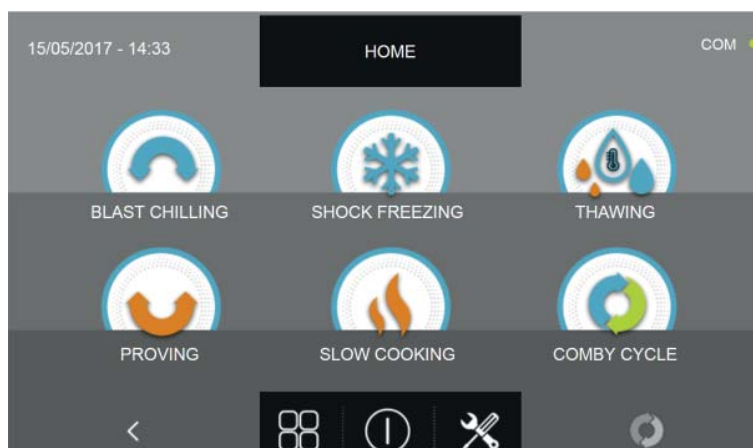 15/05/2017 - 14:33 HOME COM
BLAST CHILLING SHOCK FREEZING THAWING
PROVING SLOW COOKING COMBY CYCLE